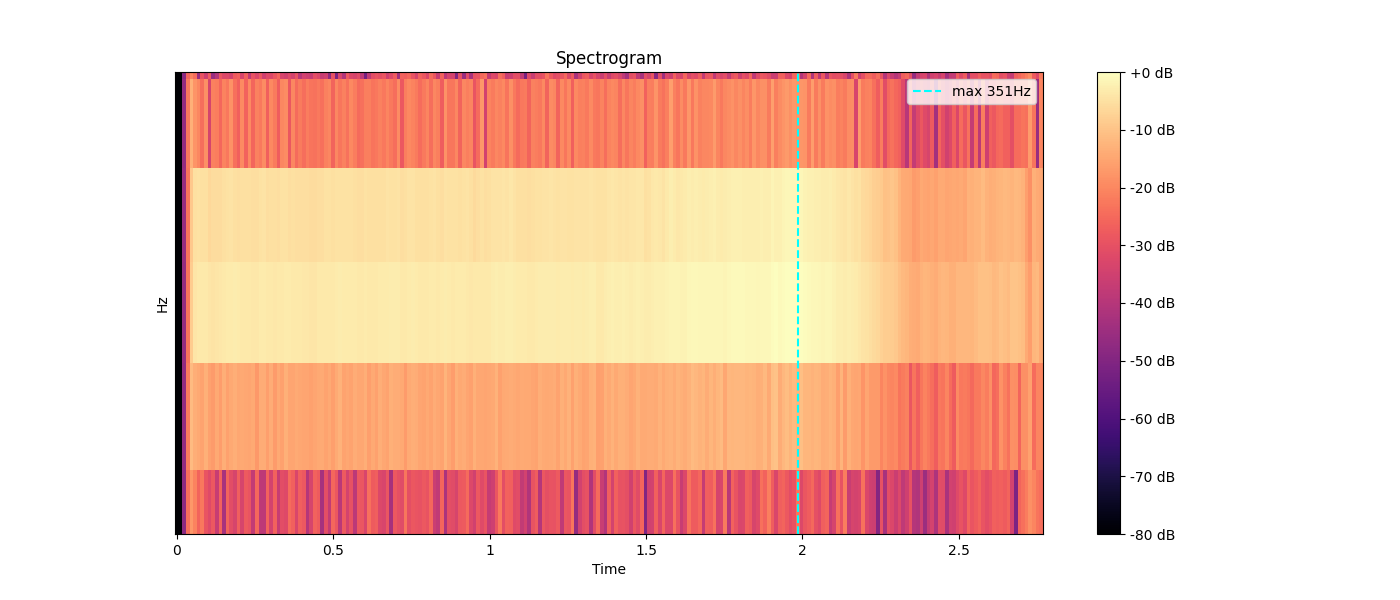 Spectrogram
max 351Hz
Hz
0
0.5
1
1.5
2
2.5
Time
+0 dB
-10 dB
-20 dB
-30 dB
-40 dB
-50 dB
-60 dB
-70 dB
-80 dB